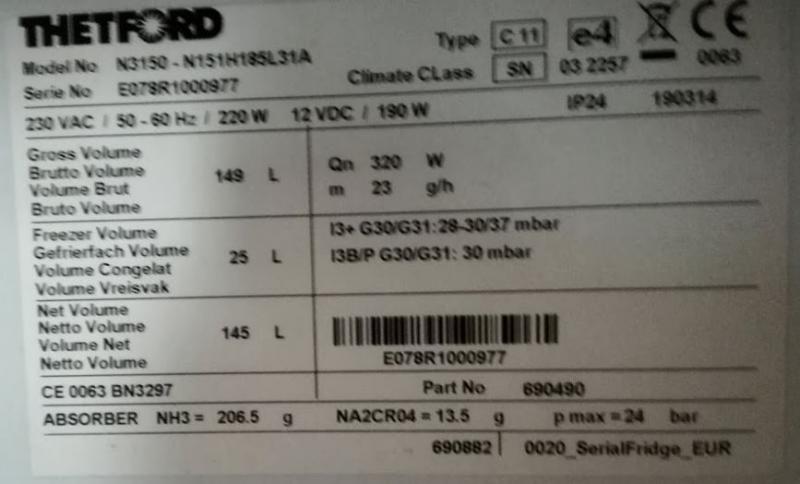 THETFORD
Type C 11 e4 CE
Model No N3150 - N151H185L31A
Climate CLass SN 03 2257 0063
Serie No E078R1000977
230 VAC / 50 - 60 Hz / 220 W 12 VDC / 190 W IP24 190314
Gross Volume
Brutto Volume
Volume Brut
Bruto Volume
149 L
Qn 320 W
m 23 g/h
Freezer Volume
Gefrierfach Volume
Volume Congelat
Volume Vreisvak
25 L
I3+ G30/G31:28-30/37 mbar
I3B/P G30/G31: 30 mbar
Net Volume
Netto Volume
Volume Net
Netto Volume
145 L
E078R1000977
CE 0063 BN3297 Part No 690490
ABSORBER NH3 = 206.5 g NA2CR04 = 13.5 g p max = 24 bar
690882 0020_SerialFridge_EUR